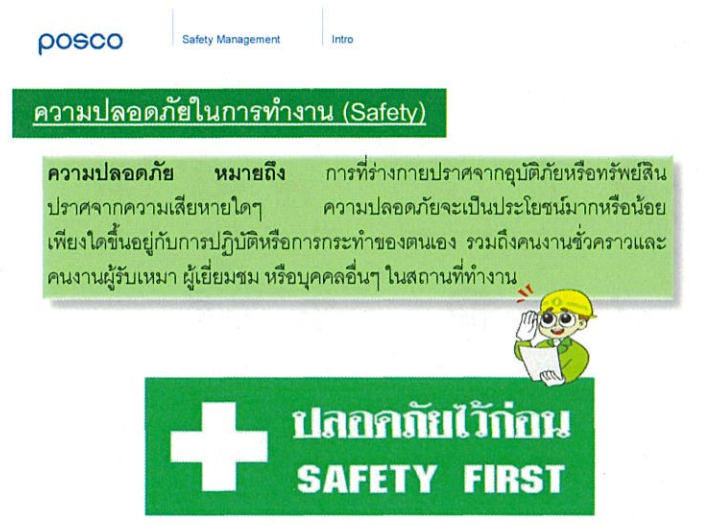 posco
Safety Management
Intro
ความปลอดภัยในการทำงาน (Safety)
ความปลอดภัย หมายถึง การที่ร่างกายปราศจากอุบัติภัยหรือทรัพย์สิน
ปราศจากความเสียหายใดๆ ความปลอดภัยจะเป็นประโยชน์มากหรือน้อย
เพียงใดขึ้นอยู่กับการปฏิบัติหรือการกระทำของตนเอง รวมถึงคนงานชั่วคราวและ
คนงานผู้รับเหมา ผู้เยี่ยมชม หรือบุคคลอื่นๆ ในสถานที่ทำงาน
ปลอดภัยไว้ก่อน
SAFETY FIRST